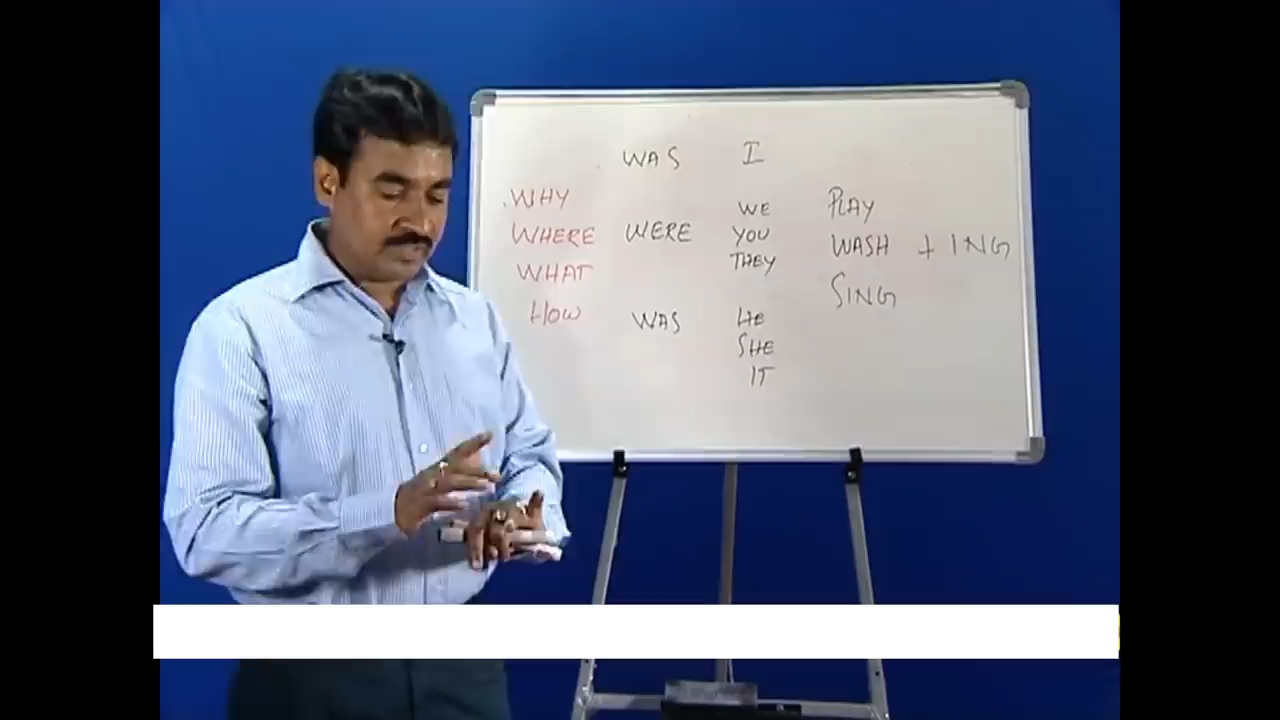 WAS I
WHY
WHERE
WHAT
HOW
WERE
WE
YOU
THEY
WAS
HE
SHE
IT
PLAY
WASH + ING
SING